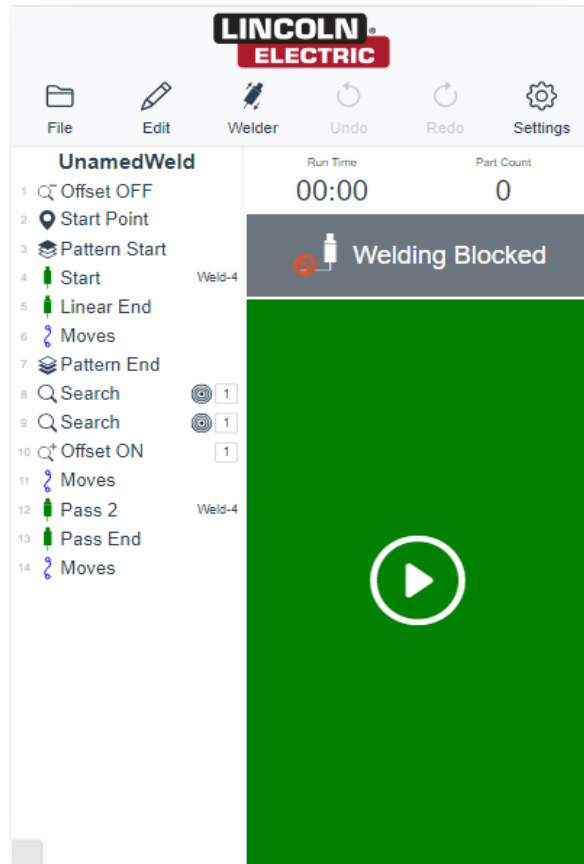 LINCOLN
ELECTRIC
File Edit Welder Undo Redo Settings
UnamedWeld
Run Time Part Count
00:00 0
Welding Blocked
1 Offset OFF
2 Start Point
3 Pattern Start
4 Start Weld-4
5 Linear End
6 Moves
7 Pattern End
8 Search 1
9 Search 1
10 Offset ON 1
11 Moves
12 Pass 2 Weld-4
13 Pass End
14 Moves